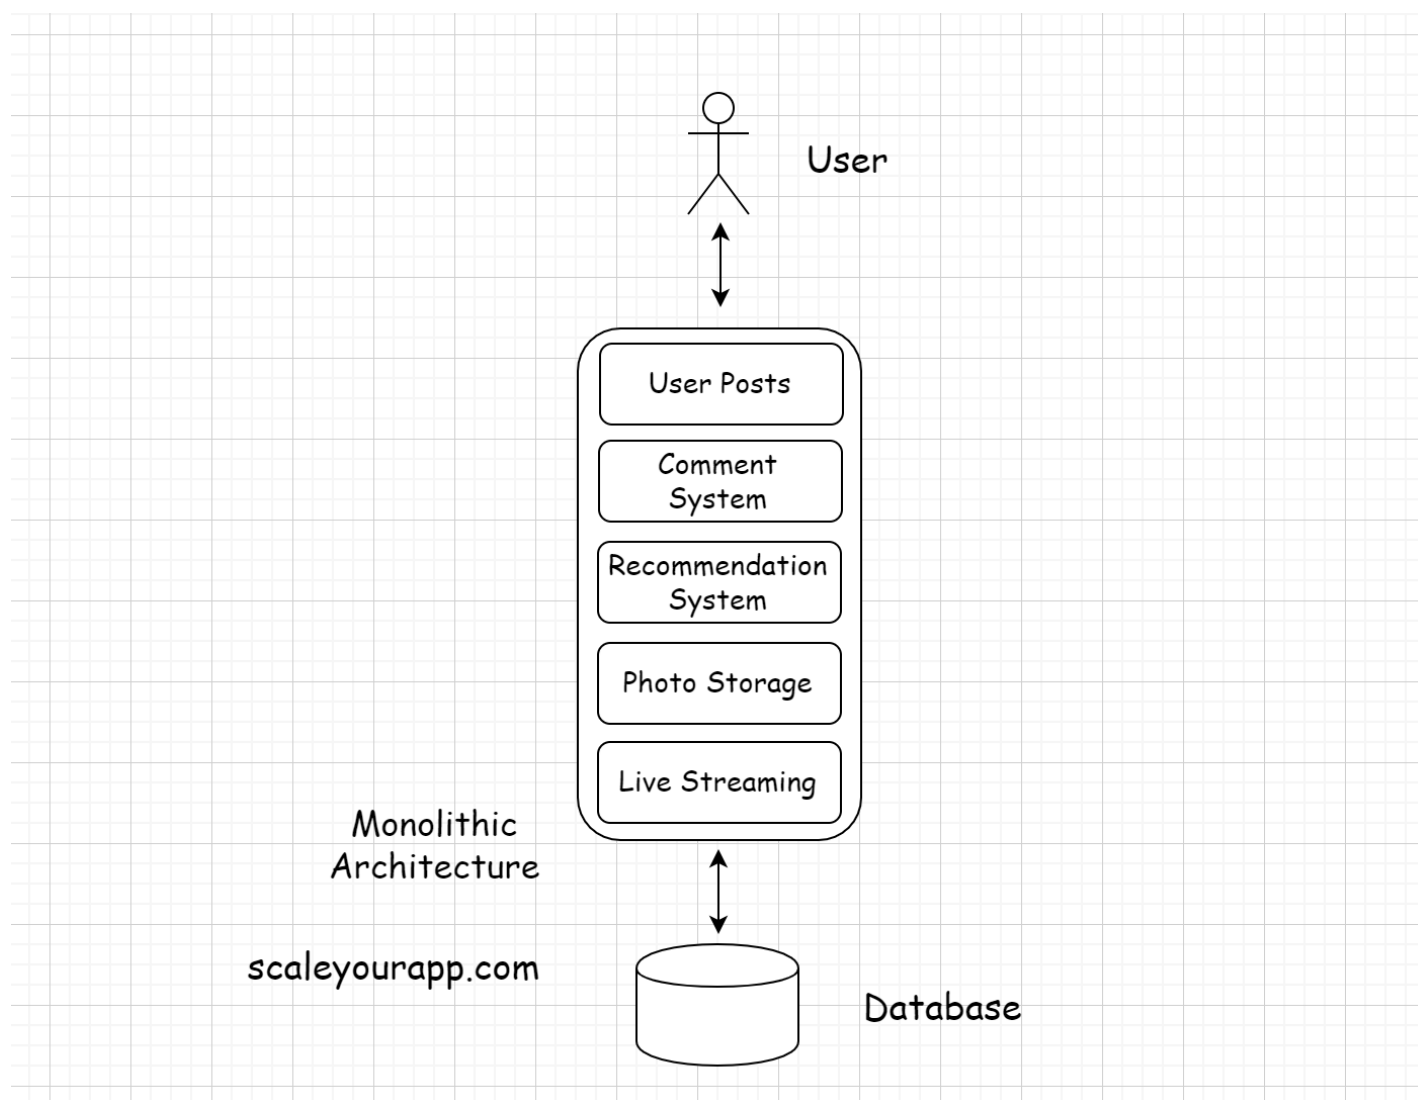 User
User Posts
Comment
System
Recommendation
System
Photo Storage
Live Streaming
Monolithic
Architecture
scaleyourapp.com
Database